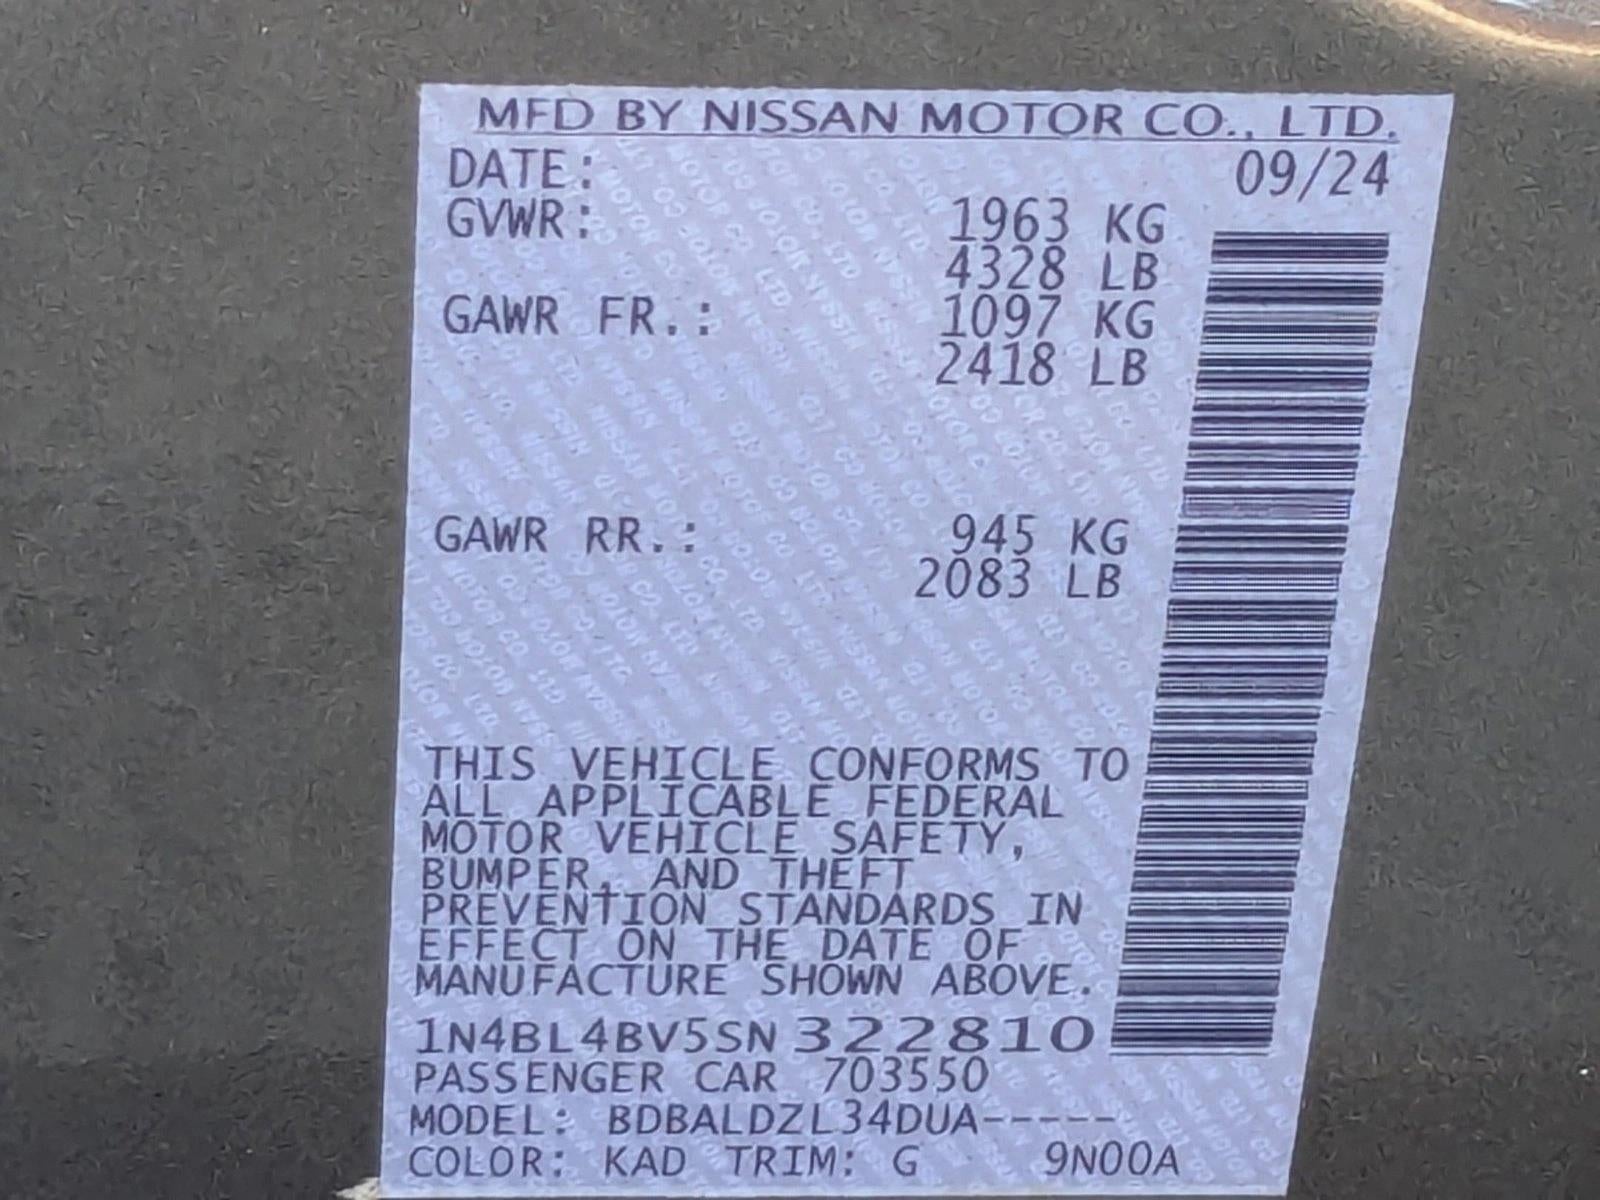 MFD BY NISSAN MOTOR CO., LTD.
DATE: 09/24
GVWR: 1963 KG
4328 LB
GAWR FR.: 1097 KG
2418 LB
GAWR RR.: 945 KG
2083 LB
THIS VEHICLE CONFORMS TO
ALL APPLICABLE FEDERAL
MOTOR VEHICLE SAFETY,
BUMPER, AND THEFT
PREVENTION STANDARDS IN
EFFECT ON THE DATE OF
MANUFACTURE SHOWN ABOVE.
1N4BL4BV5SN322810
PASSENGER CAR 703550
MODEL: BDBALDZL34DUA-----
COLOR: KAD TRIM: G 9N00A